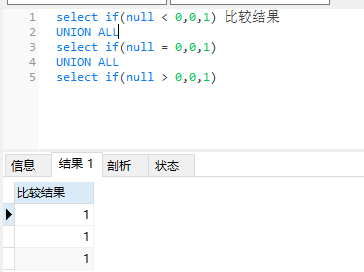 1 select if(null < 0,0,1) 比较结果
2 UNION ALL
3 select if(null = 0,0,1)
4 UNION ALL
5 select if(null > 0,0,1)
信息 结果 1 剖析 状态
比较结果
1
1
1